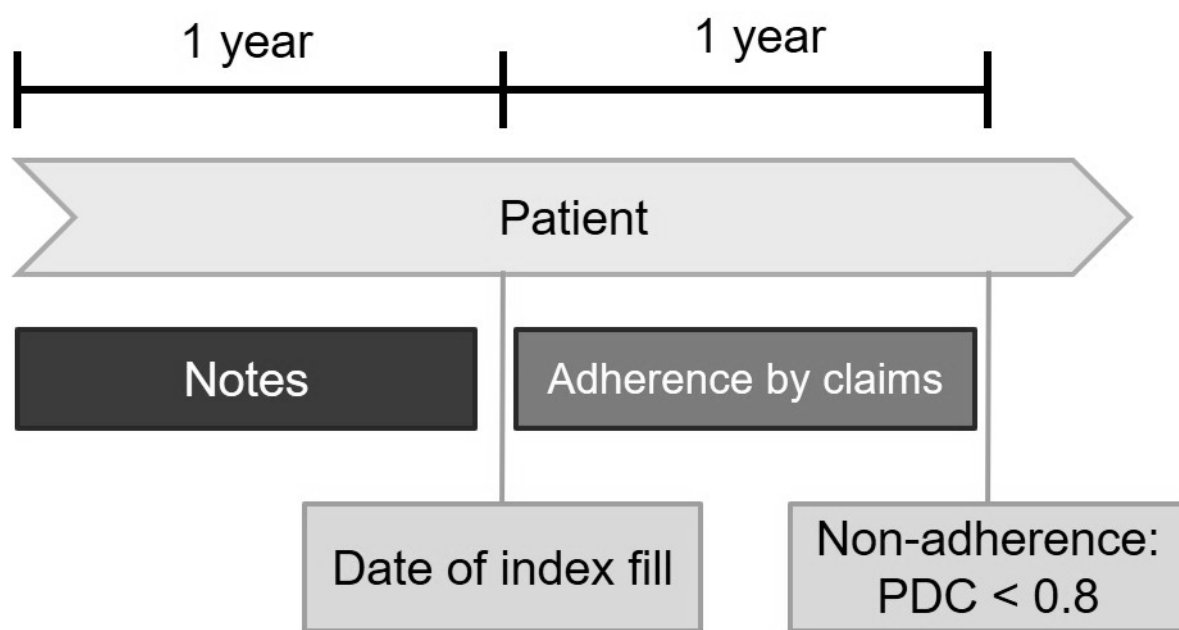 1 year
1 year
Patient
Notes
Adherence by claims
Date of index fill
Non-adherence:
PDC < 0.8